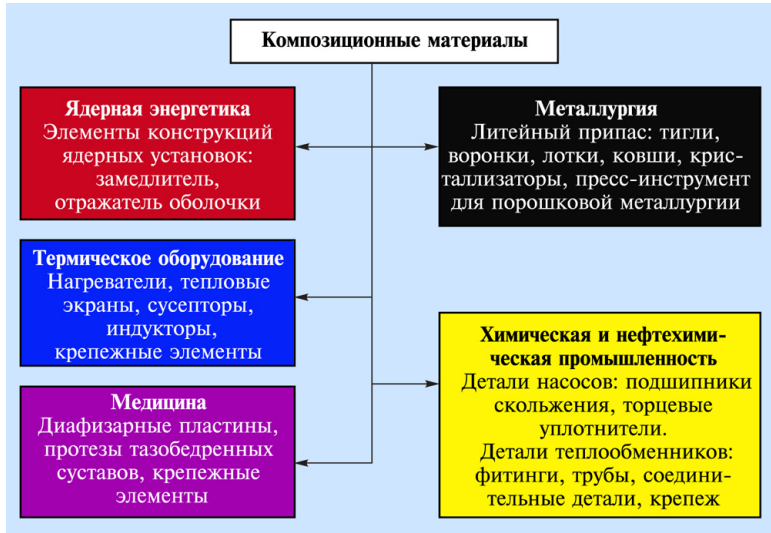 Композиционные материалы
Ядерная энергетика
Элементы конструкций
ядерных установок:
замедлитель,
отражатель оболочки
Металлургия
Литейный припас: тигли,
воронки, лотки, ковши, крис-
таллизаторы, пресс-инструмент
для порошковой металлургии
Термическое оборудование
Нагреватели, тепловые
экраны, сусепторы,
индукторы,
крепежные элементы
Химическая и нефтехими-
ческая промышленность
Детали насосов: подшипники
скольжения, торцевые
уплотнители.
Детали теплообменников:
фитинги, трубы, соедини-
тельные детали, крепеж
Медицина
Диафизарные пластины,
протезы тазобедренных
суставов, крепежные
элементы